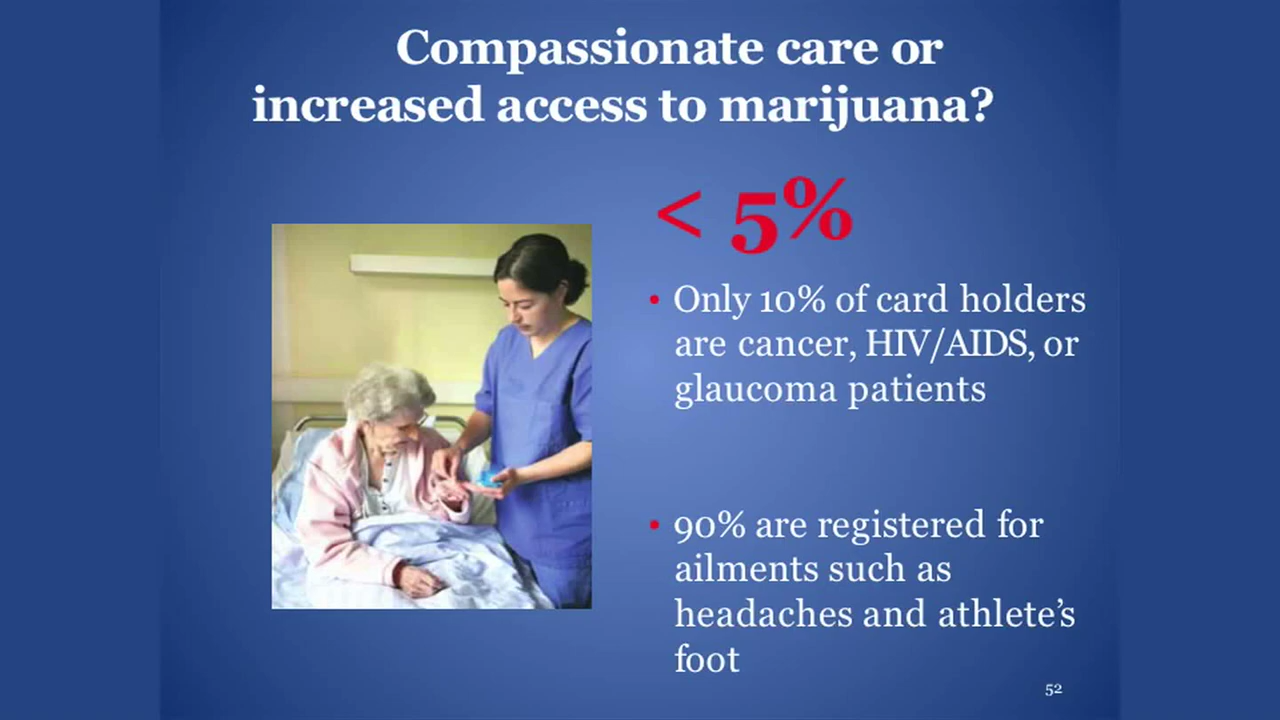 Compassionate care or
increased access to marijuana?
< 5%
• Only 10% of card holders
are cancer, HIV/AIDS, or
glaucoma patients
• 90% are registered for
ailments such as
headaches and athlete’s
foot
52